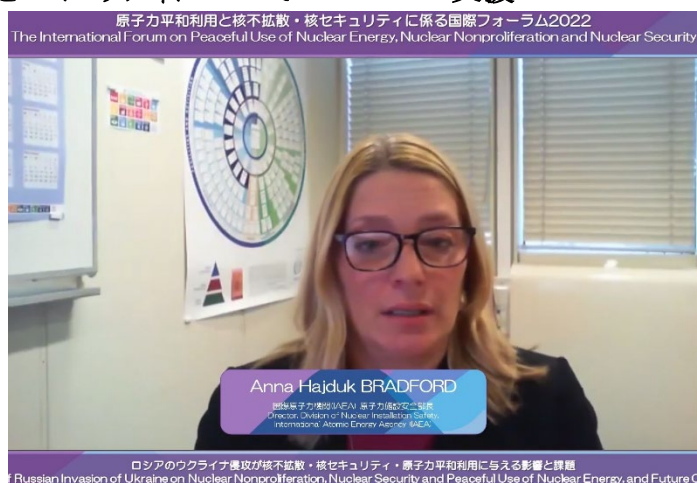 原子力平和利用と核不拡散・核セキュリティに係る国際フォーラム2022
The International Forum on Peaceful Use of Nuclear Energy, Nuclear Nonproliferation and Nuclear Security
Anna Hajduk BRADFORD
国際原子力機関(IAEA) 原子力施設安全部長
Director, Division of Nuclear Installation Safety,
International Atomic Energy Agency (IAEA)
ロシアのウクライナ侵攻が核不拡散・核セキュリティ・原子力平和利用に与える影響と課題
f Russian Invasion of Ukraine on Nuclear Nonproliferation, Nuclear Security and Peaceful Use of Nuclear Energy, and Future C